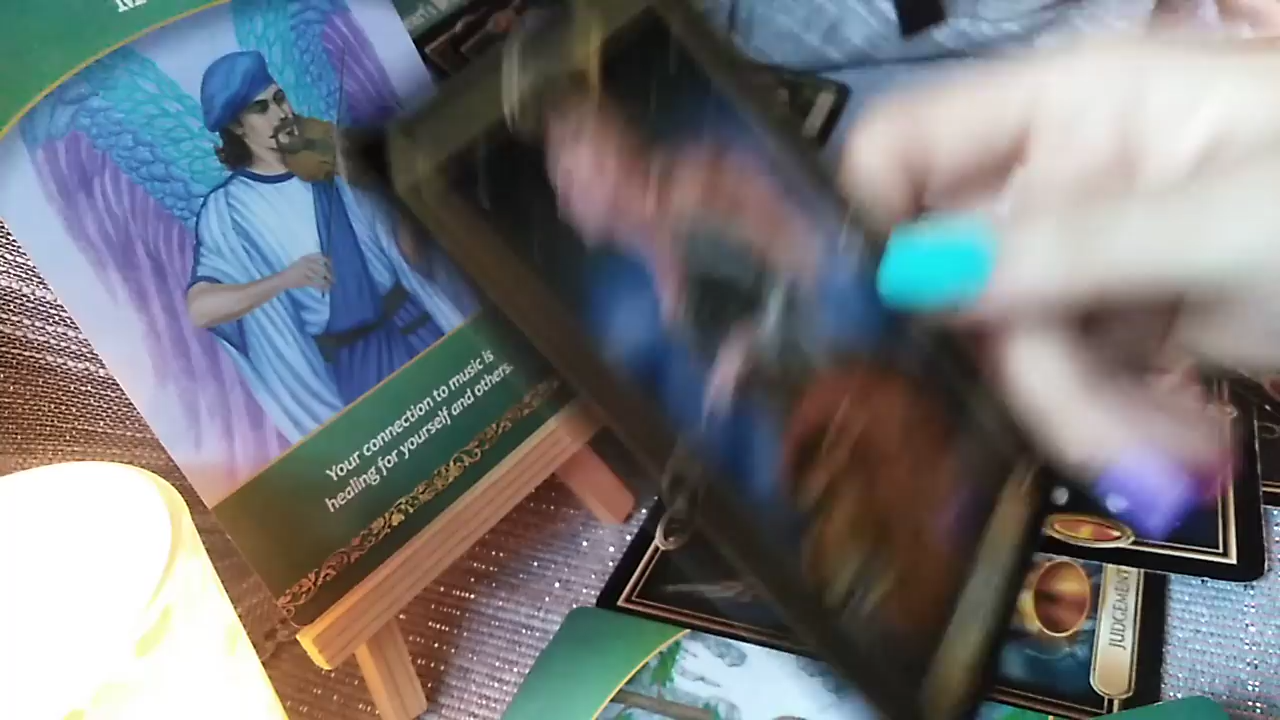 Your connection to music is
healing for yourself and others.
JUDGEMENT